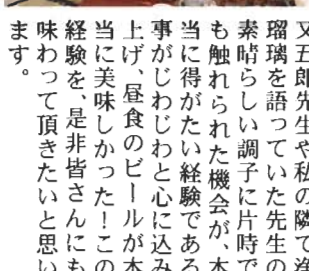 又五郎先生や私の隣で浄
瑠璃を語っていた先生の
素晴らしい調子に片時で
も触れられた機会が、本
当に得がたい経験である
事がじわじわと心に込み
上げ、昼食のビールが本
当に美味しかった！この
経験を、是非皆さんにも
味わって頂きたいと思い
ます。